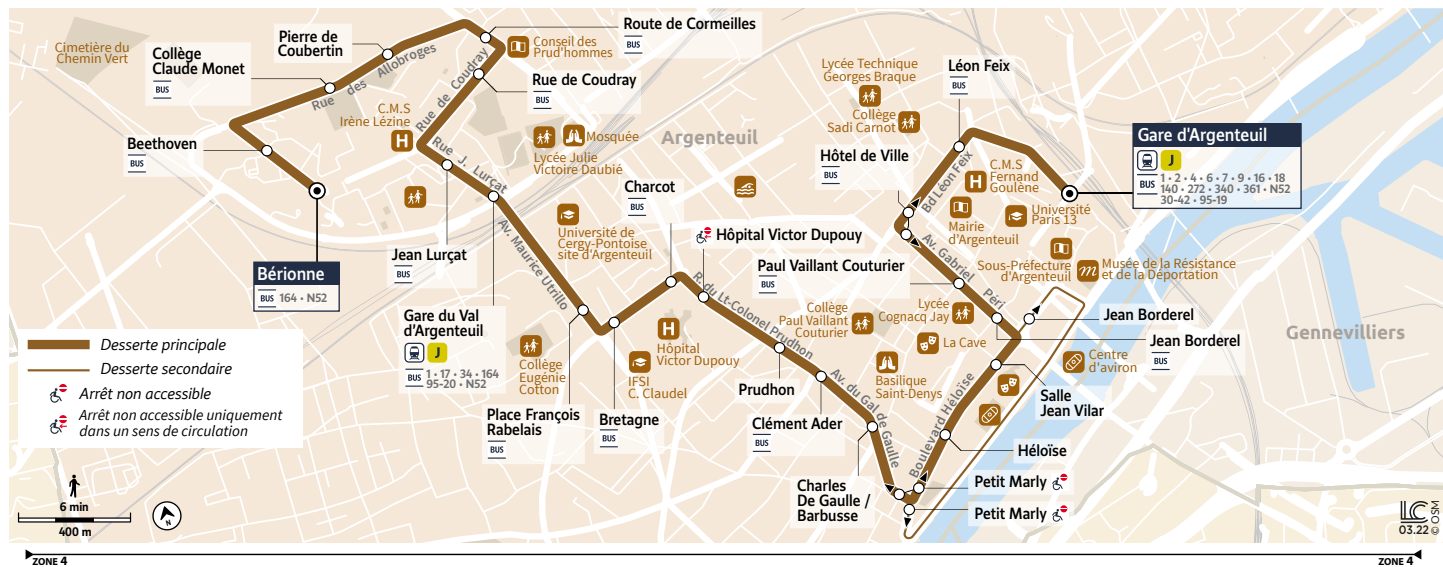 Cimetière du
Chemin Vert
Collège
Claude Monet
BUS
Pierre de
Coubertin
Route de Cormeilles
BUS
Conseil des
Prud'hommes
Rue de Coudray
BUS
Rue des Allobroges
Rue de Coudray
C.M.S
Irène Lézine
H
Beethoven
BUS
Rue J. Lurçat
Lycée Julie
Victoire Daubié
Mosquée
Argenteuil
Lycée Technique
Georges Braque
Collège
Sadi Carnot
Léon Feix
BUS
Hôtel de Ville
BUS
Bd Léon Feix
C.M.S
Fernand
Goulène
H
Gare d'Argenteuil
J
BUS
1 • 2 • 4 • 6 • 7 • 9 • 16 • 18
140 • 272 • 340 • 361 • N52
30-42 • 95-19
Université
Paris 13
Mairie
d'Argenteuil
Sous-Préfecture
d'Argenteuil
m
Musée de la Résistance
et de la Déportation
Charcot
BUS
Hôpital Victor Dupouy
Université de
Cergy-Pontoise
site d'Argenteuil
Jean Lurçat
BUS
Av. Maurice Utrillo
Bérionne
BUS 164 • N52
Gare du Val
d'Argenteuil
J
BUS
1 • 17 • 34 • 164
95-20 • N52
Paul Vaillant Couturier
BUS
Av. Gabriel Péri
R. du Lt-Colonel Prudhon
Collège
Paul Vaillant
Couturier
Lycée
Cognacq Jay
La Cave
Jean Borderel
Jean Borderel
BUS
Gennevilliers
Centre
d'aviron
H
Hôpital
Victor Dupouy
IFSI
C. Claudel
Collège
Eugénie
Cotton
Place François
Rabelais
BUS
Bretagne
BUS
Prudhon
Clément Ader
BUS
Av. du Gal de Gaulle
Basilique
Saint-Denys
Boulevard Héloïse
Salle
Jean Vilar
Héloïse
Charles
De Gaulle /
Barbusse
Petit Marly
Petit Marly
Desserte principale
Desserte secondaire
Arrêt non accessible
Arrêt non accessible uniquement
dans un sens de circulation
6 min
400 m
N
LC
03.22
© OSM
ZONE 4
ZONE 4